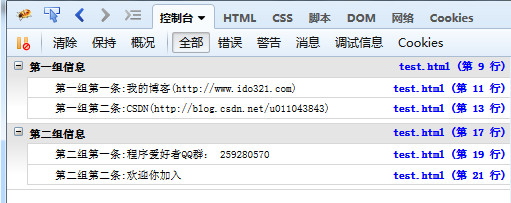 控制台 HTML CSS 脚本 DOM 网络 Cookies
清除 保持 概况 全部 错误 警告 消息 调试信息 Cookies
第一组信息 test.html (第 9 行)
第一组第一条:我的博客(http://www.ido321.com) test.html (第 11 行)
第一组第二条:CSDN(http://blog.csdn.net/u011043843) test.html (第 13 行)
第二组信息 test.html (第 17 行)
第二组第一条:程序爱好者QQ群: 259280570 test.html (第 19 行)
第二组第二条:欢迎你加入 test.html (第 21 行)